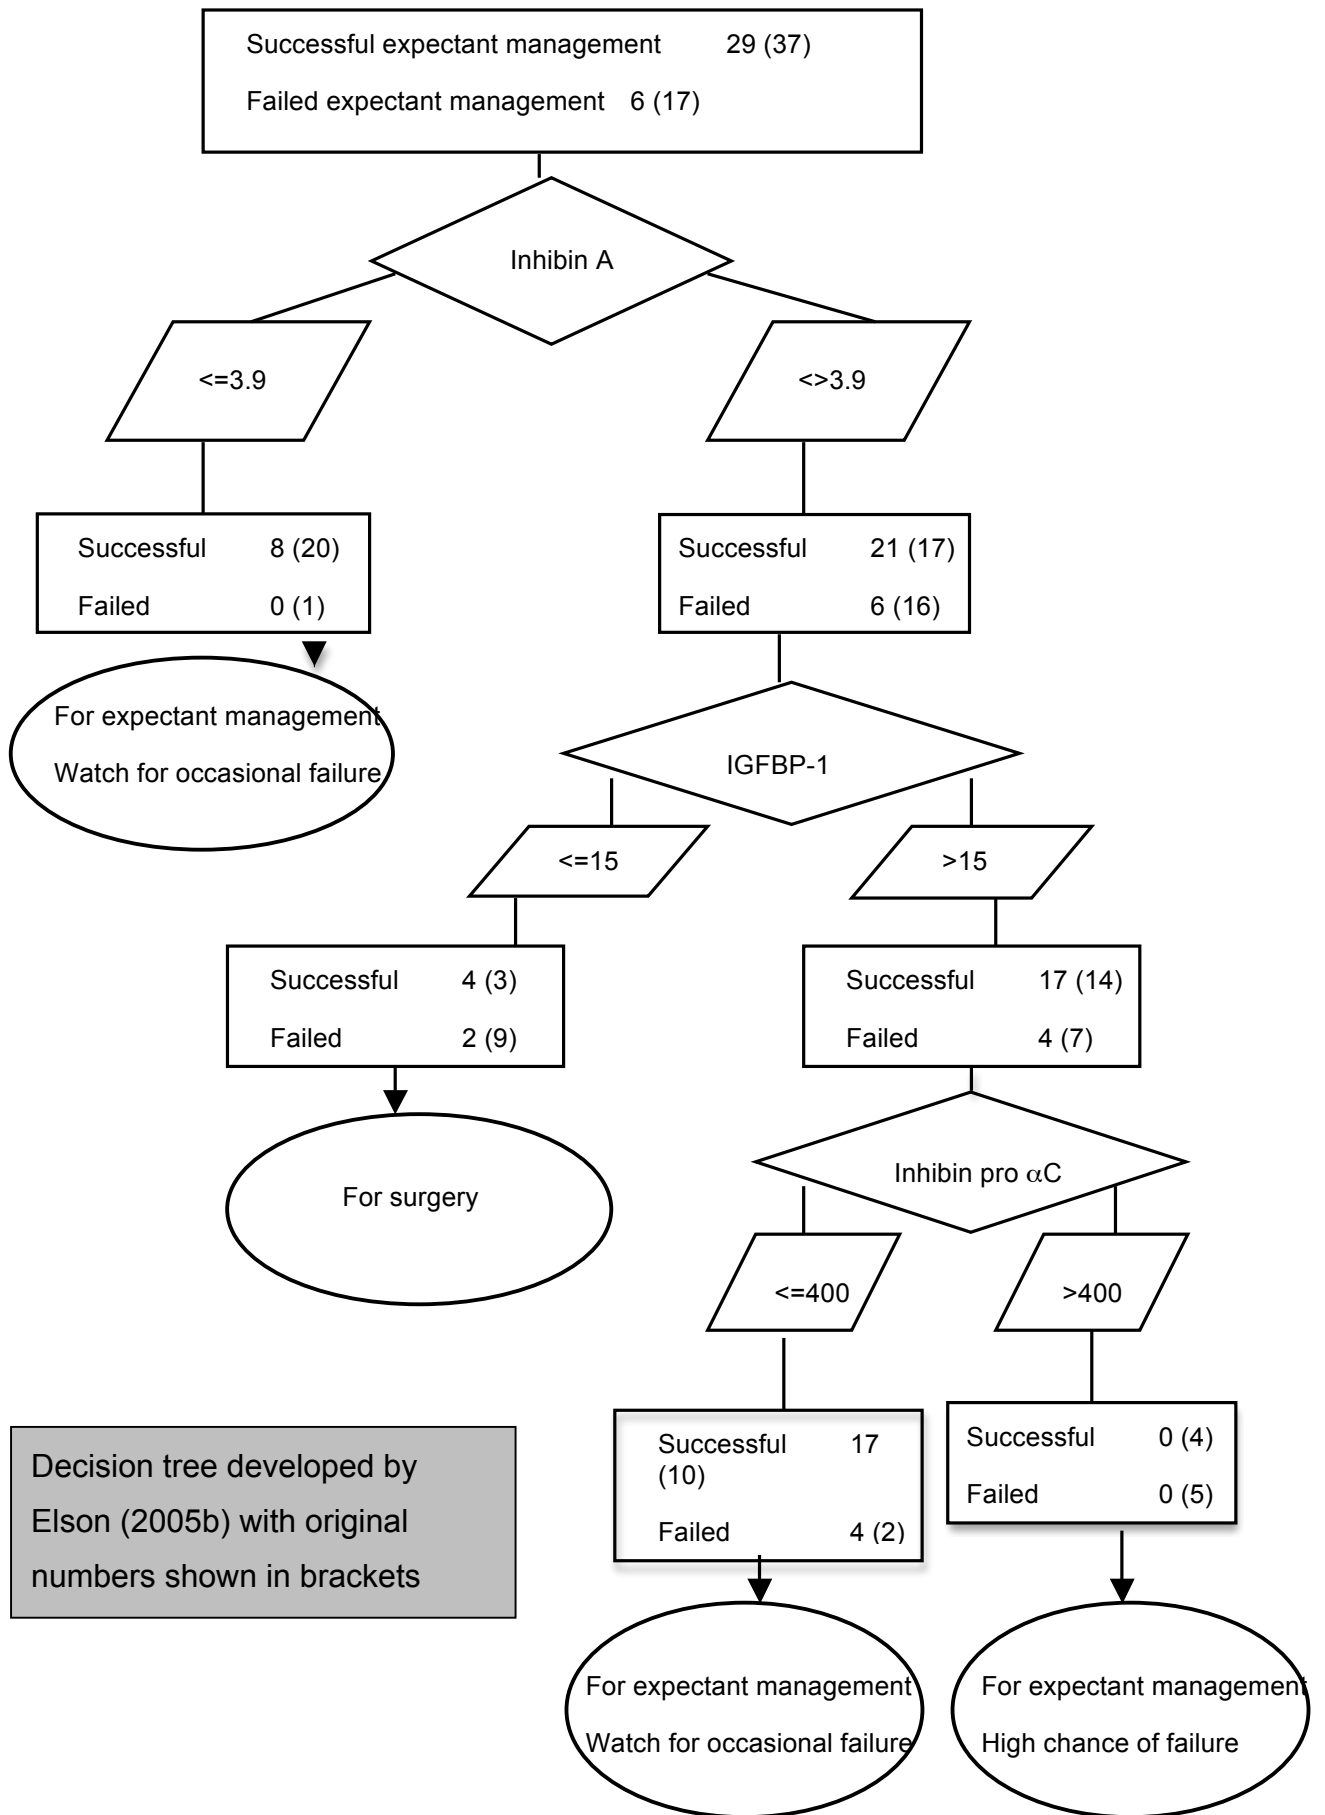 Successful expectant management 29 (37)
Failed expectant management 6 (17)
Inhibin A
<=3.9
<>3.9
Successful 8 (20)
Failed 0 (1)
Successful 21 (17)
Failed 6 (16)
For expectant management
Watch for occasional failure
IGFBP-1
<=15
>15
Successful 4 (3)
Failed 2 (9)
Successful 17 (14)
Failed 4 (7)
For surgery
Inhibin pro αC
<=400
>400
Successful 17
(10)
Failed 4 (2)
Successful 0 (4)
Failed 0 (5)
Decision tree developed by
Elson (2005b) with original
numbers shown in brackets
For expectant management
Watch for occasional failure
For expectant management
High chance of failure